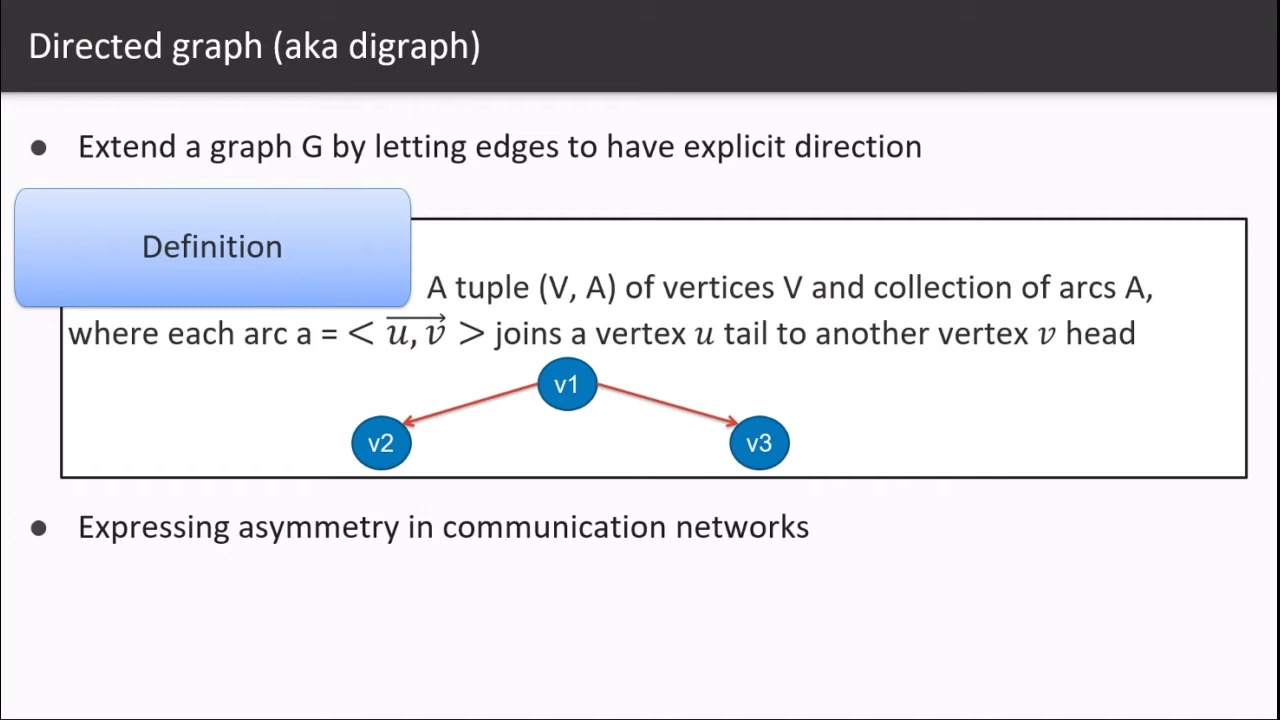 Directed graph (aka digraph)
● Extend a graph G by letting edges to have explicit direction
Definition
A tuple (V, A) of vertices V and collection of arcs A,
where each arc a = < \overrightarrow{u, v} > joins a vertex u tail to another vertex v head
v1
v2
v3
● Expressing asymmetry in communication networks